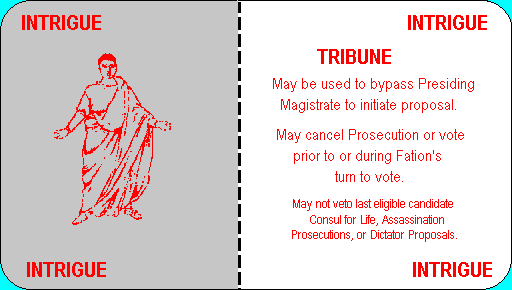 INTRIGUE
INTRIGUE
TRIBUNE
May be used to bypass Presiding
Magistrate to initiate proposal.
May cancel Prosecution or vote
prior to or during Fation's
turn to vote.
May not veto last eligible candidate
Consul for Life, Assassination
Prosecutions, or Dictator Proposals.
INTRIGUE
INTRIGUE